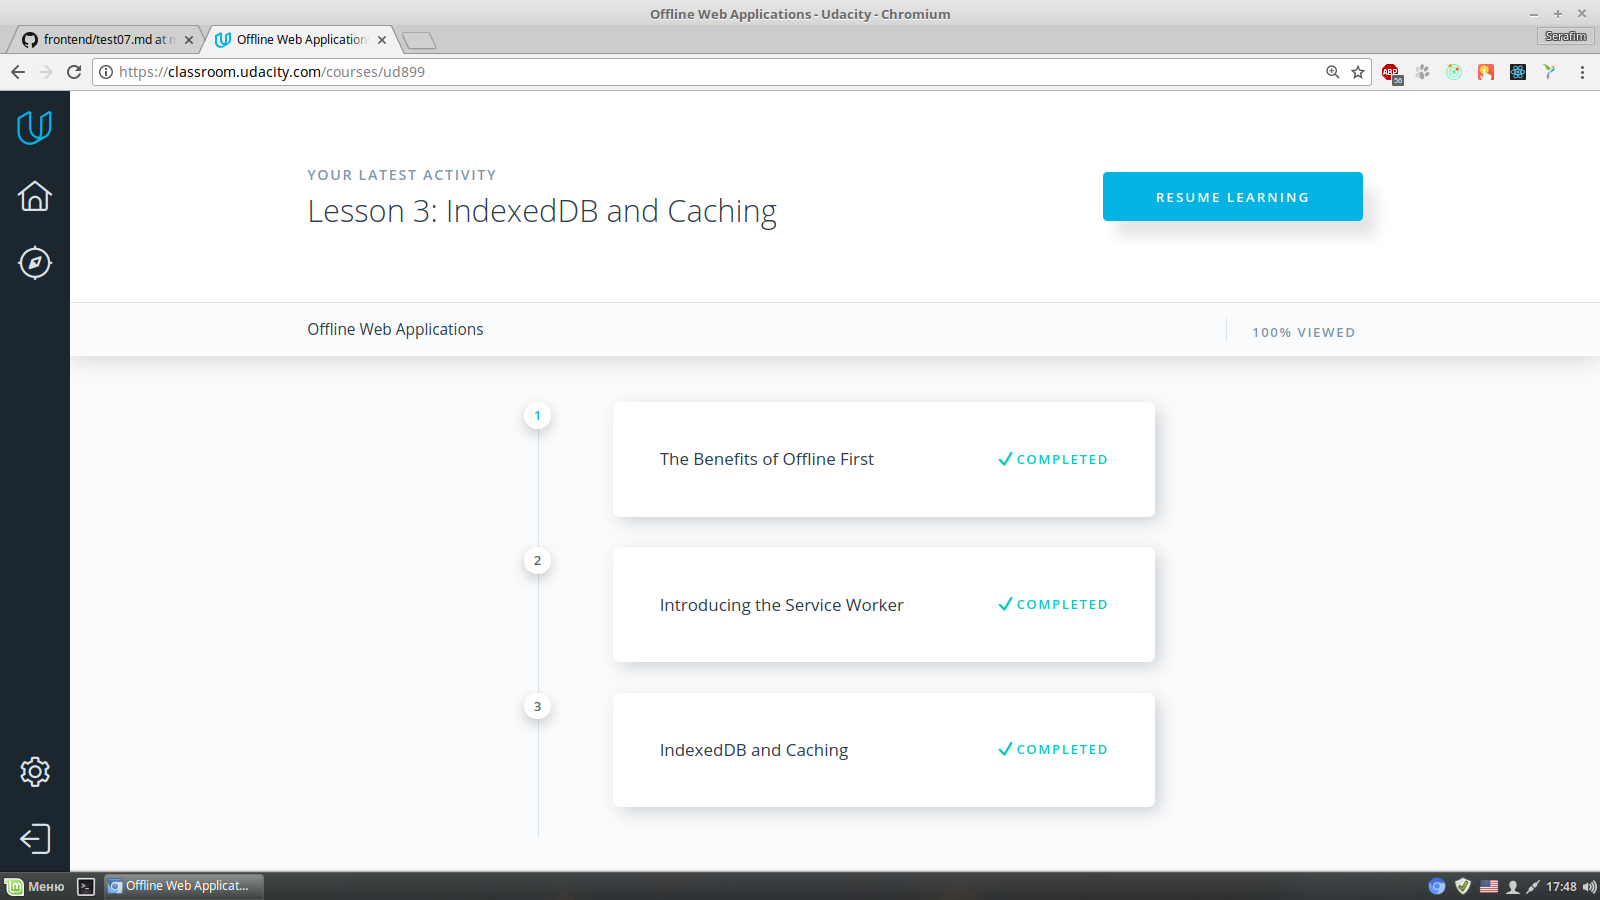 Offline Web Applications - Udacity - Chromium
frontend/test07.md at
Offline Web Application
Serafim
https://classroom.udacity.com/courses/ud899
ABP
56
YOUR LATEST ACTIVITY
Lesson 3: IndexedDB and Caching
RESUME LEARNING
Offline Web Applications
100% VIEWED
1
The Benefits of Offline First
COMPLETED
2
Introducing the Service Worker
COMPLETED
3
IndexedDB and Caching
COMPLETED
Меню
Offline Web Applicat...
17:48